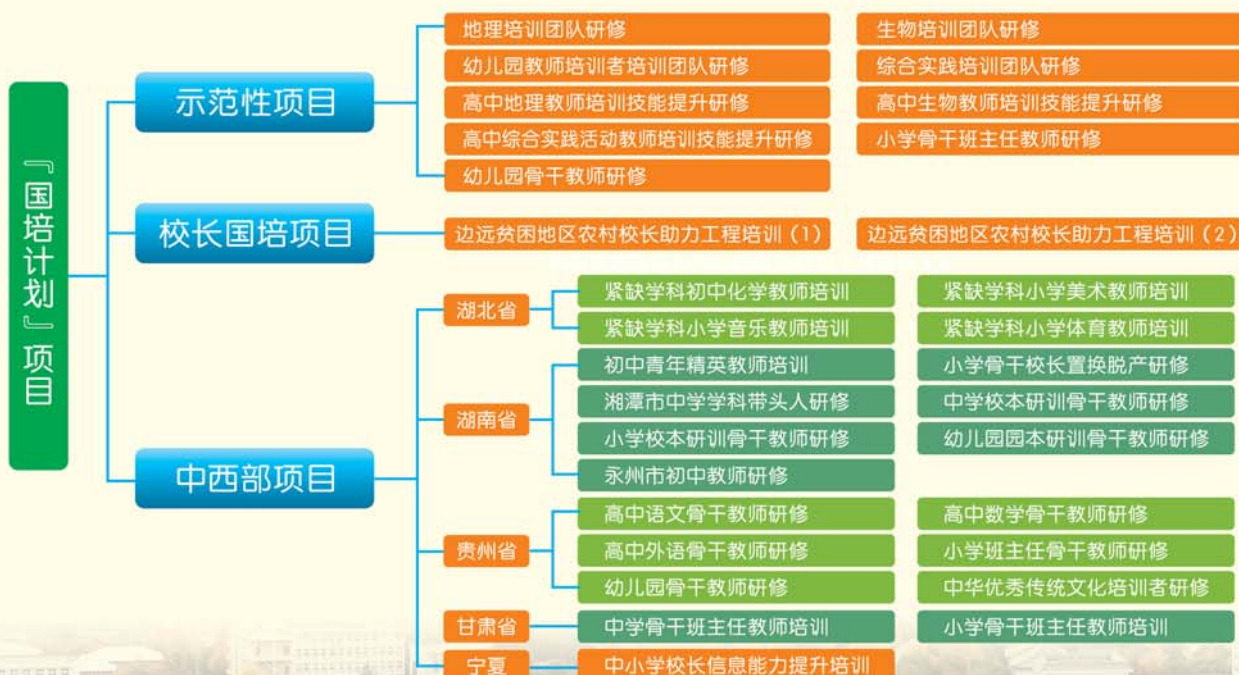 『国培计划』项目
示范性项目
地理培训团队研修
生物培训团队研修
幼儿园教师培训者培训团队研修
综合实践培训团队研修
高中地理教师培训技能提升研修
高中生物教师培训技能提升研修
高中综合实践活动教师培训技能提升研修
小学骨干班主任教师研修
幼儿园骨干教师研修
校长国培项目
边远贫困地区农村校长助力工程培训（1）
边远贫困地区农村校长助力工程培训（2）
中西部项目
湖北省
紧缺学科初中化学教师培训
紧缺学科小学美术教师培训
紧缺学科小学音乐教师培训
紧缺学科小学体育教师培训
湖南省
初中青年精英教师培训
小学骨干校长置换脱产研修
湘潭市中学学科带头人研修
中学校本研训骨干教师研修
小学校本研训骨干教师研修
幼儿园园本研训骨干教师研修
永州市初中教师研修
贵州省
高中语文骨干教师研修
高中数学骨干教师研修
高中外语骨干教师研修
小学班主任骨干教师研修
幼儿园骨干教师研修
中华优秀传统文化培训者研修
甘肃省
中学骨干班主任教师培训
小学骨干班主任教师培训
宁夏
中小学校长信息能力提升培训